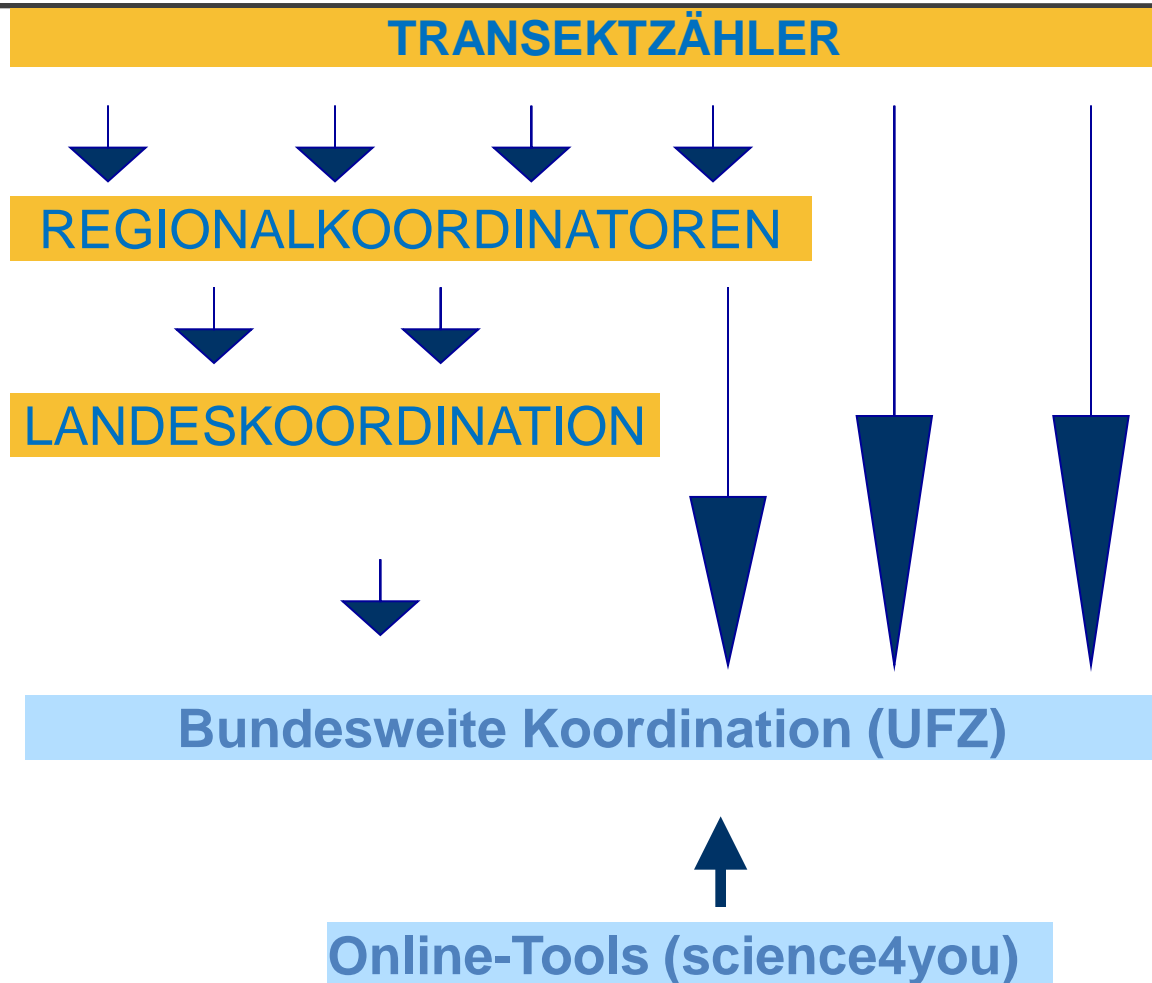 TRANSEKTZÄHLER
REGIONALKOORDINATOREN
LANDESKOORDINATION
Bundesweite Koordination (UFZ)
Online-Tools (science4you)